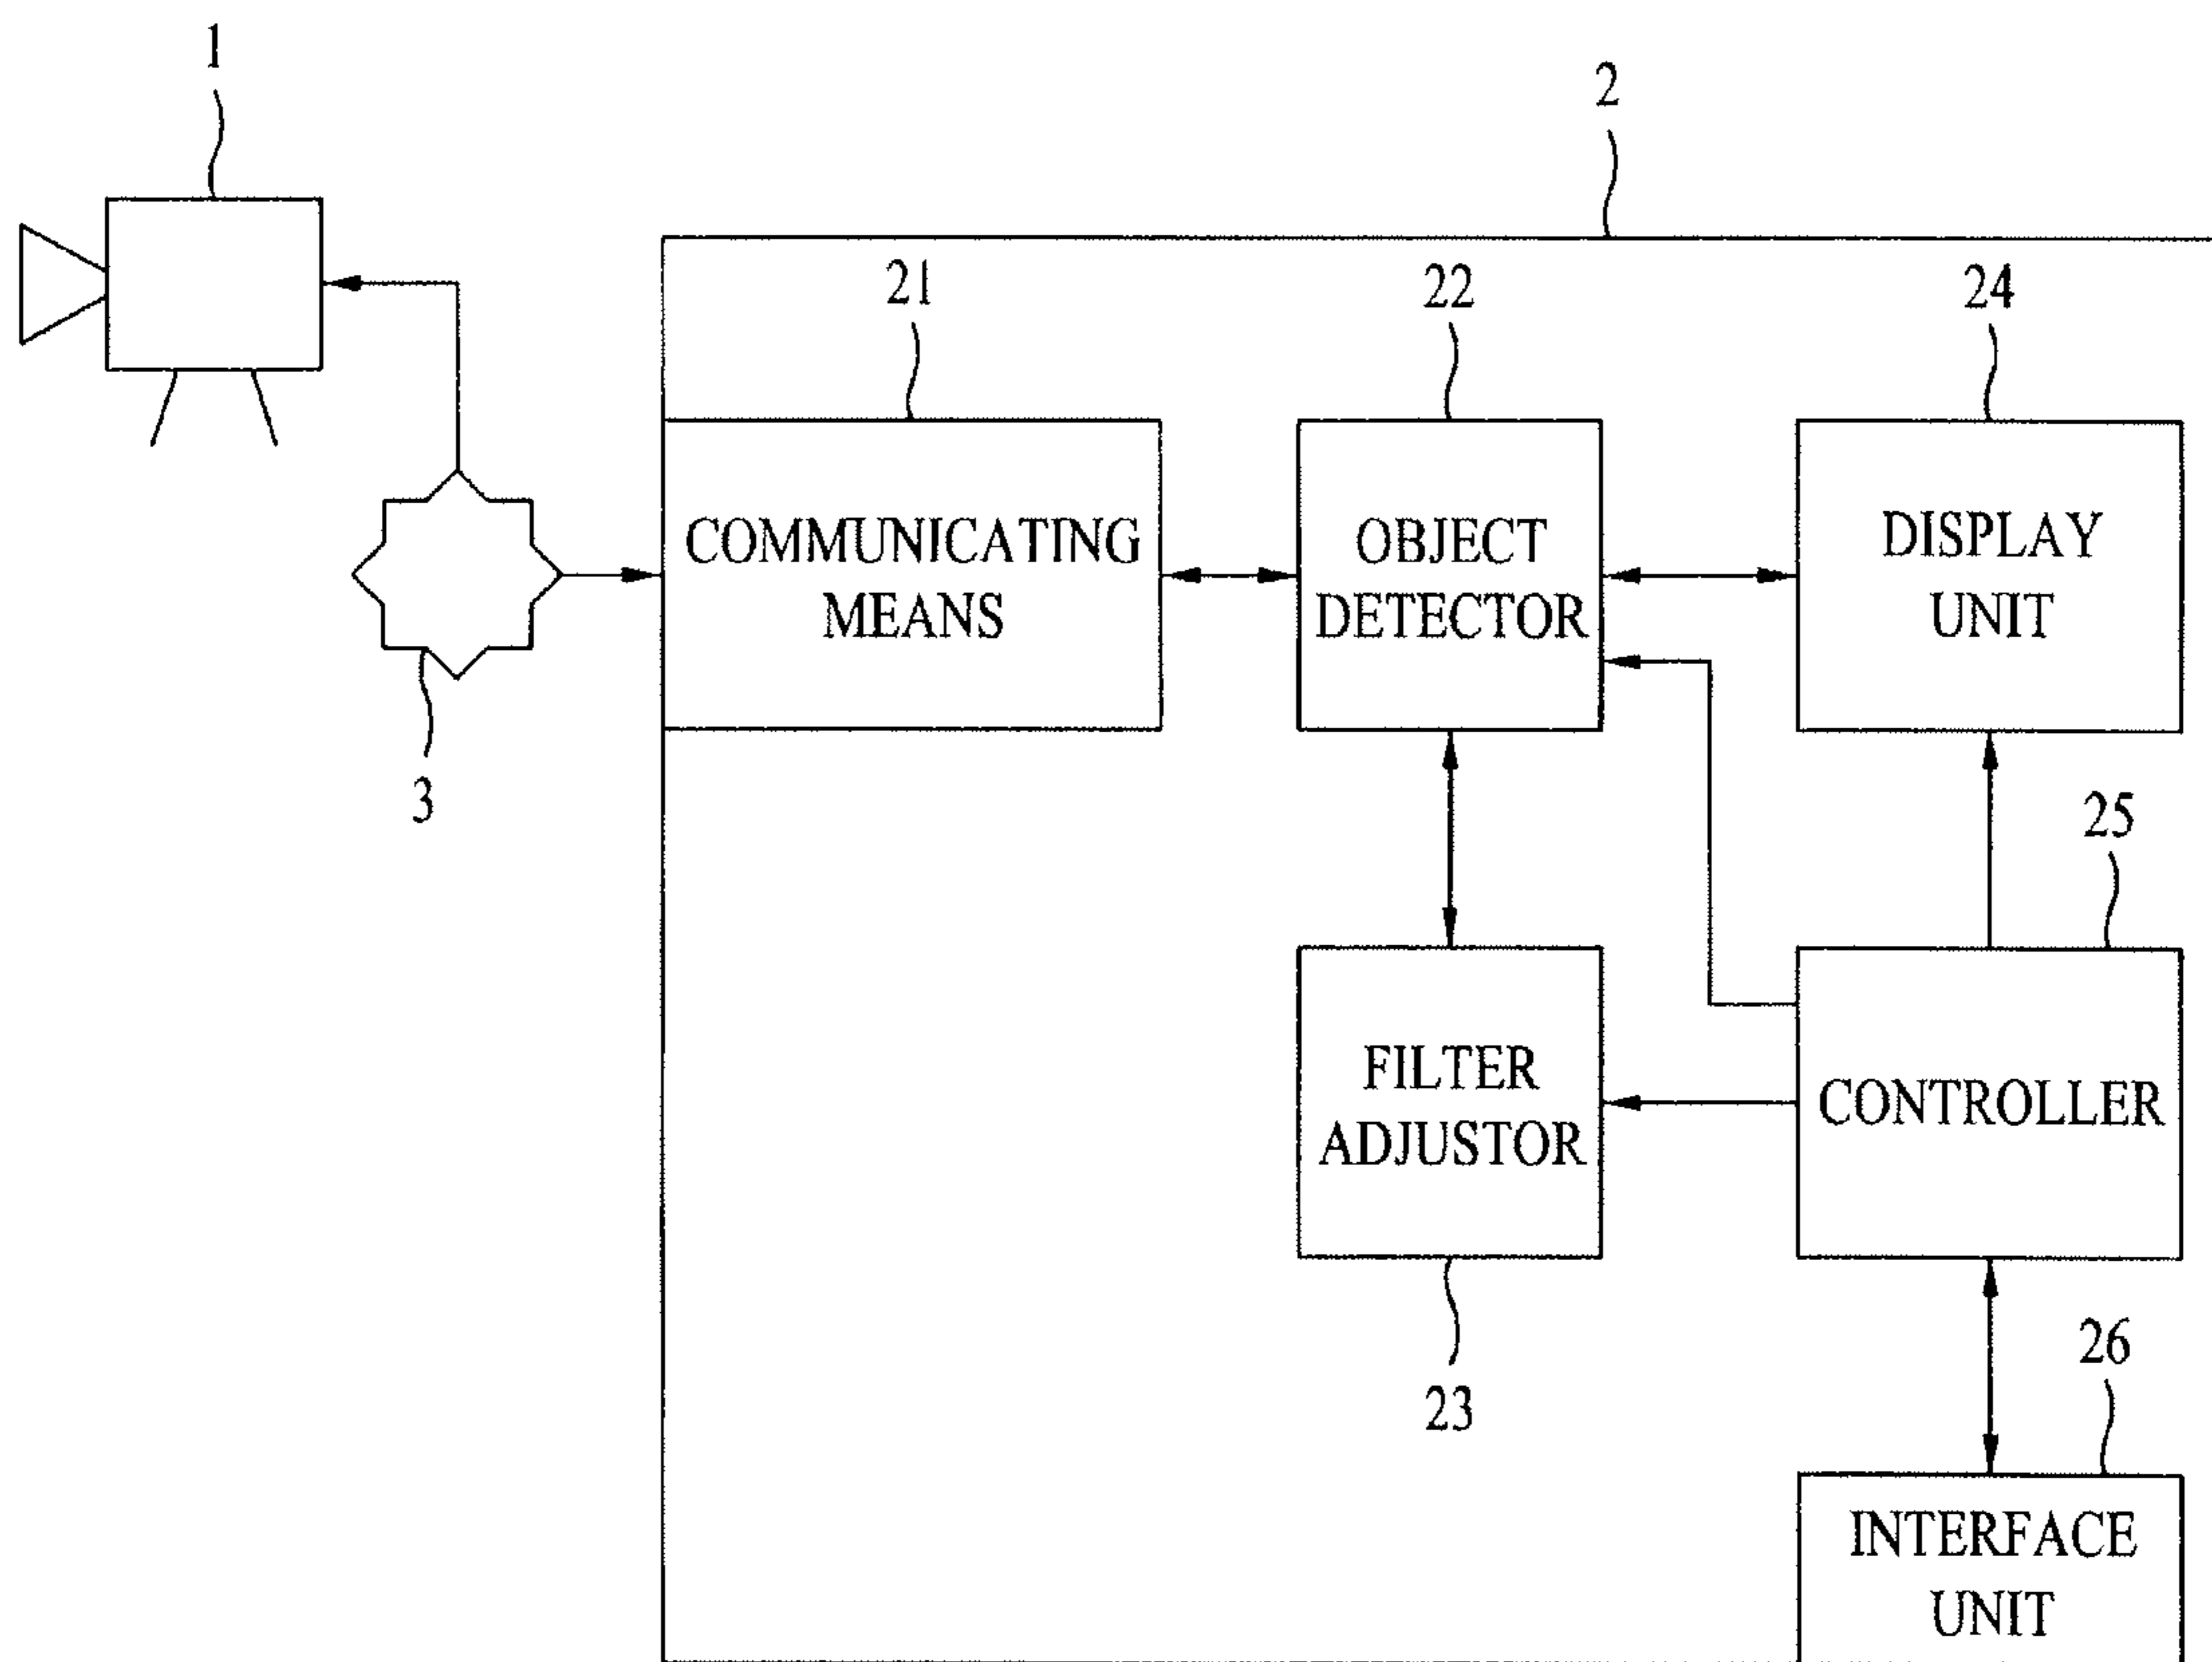 1
2
21
22
24
COMMUNICATING
MEANS
OBJECT
DETECTOR
DISPLAY
UNIT
3
25
FILTER
ADJUSTOR
CONTROLLER
23
26
INTERFACE
UNIT